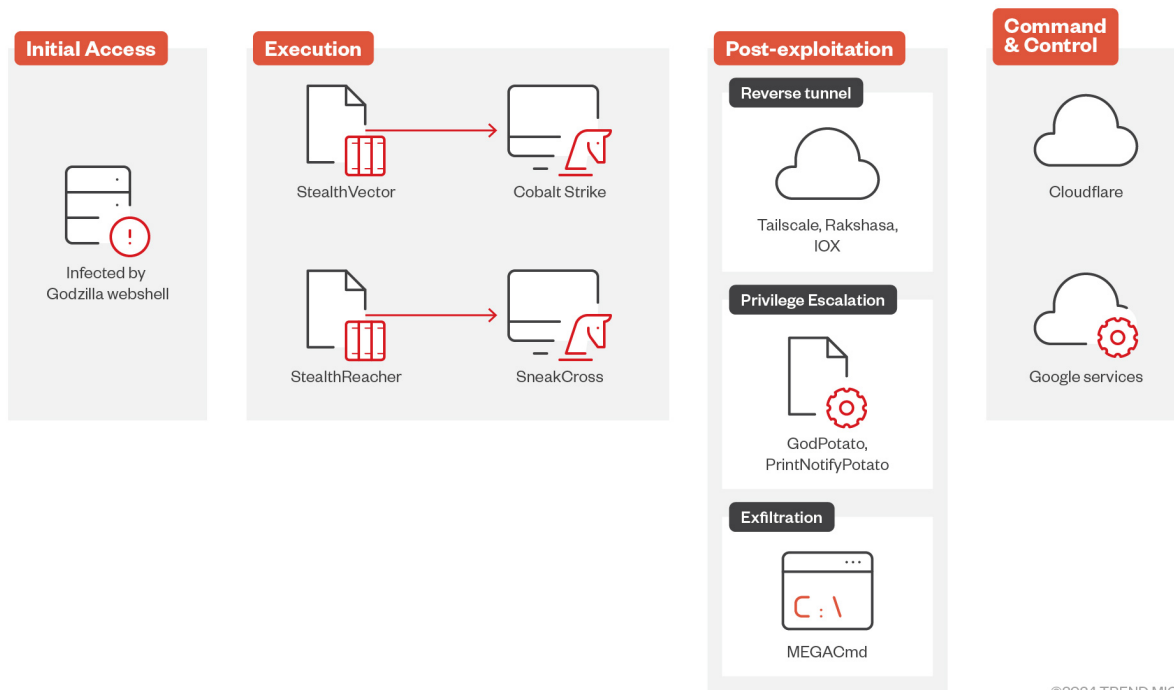 Initial Access
Infected by
Godzilla webshell
Execution
StealthVector
Cobalt Strike
StealthReacher
SneakCross
Post-exploitation
Reverse tunnel
Tailscale, Rakshasa,
IOX
Privilege Escalation
GodPotato,
PrintNotifyPotato
Exfiltration
C:\
MEGACmd
Command
& Control
Cloudflare
Google services